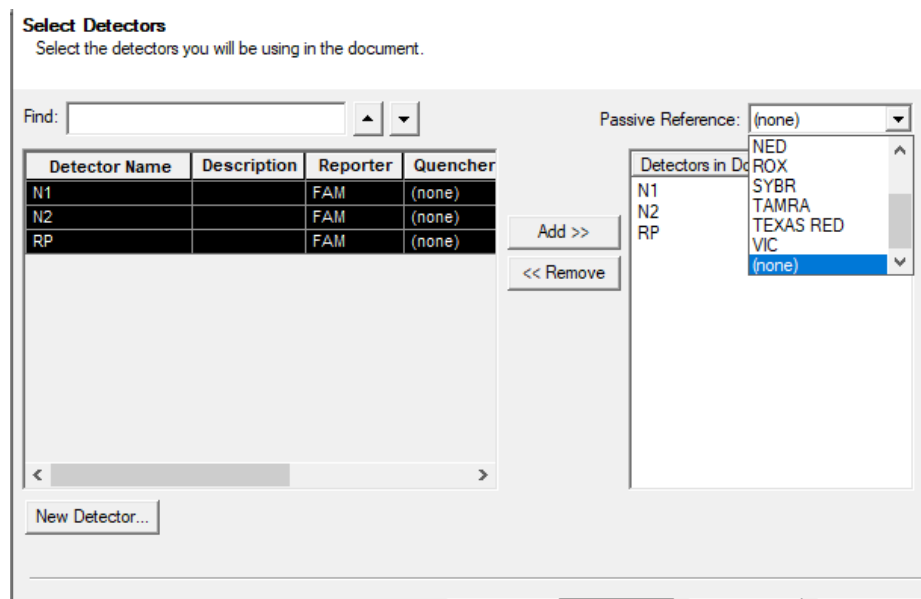 Select Detectors
Select the detectors you will be using in the document.
Find:
Passive Reference: (none)
NED
ROX
SYBR
TAMRA
TEXAS RED
VIC
(none)
Detector Name Description Reporter Quencher
N1 FAM (none)
N2 FAM (none)
RP FAM (none)
Add >>
<< Remove
Detectors in Do
N1
N2
RP
New Detector...